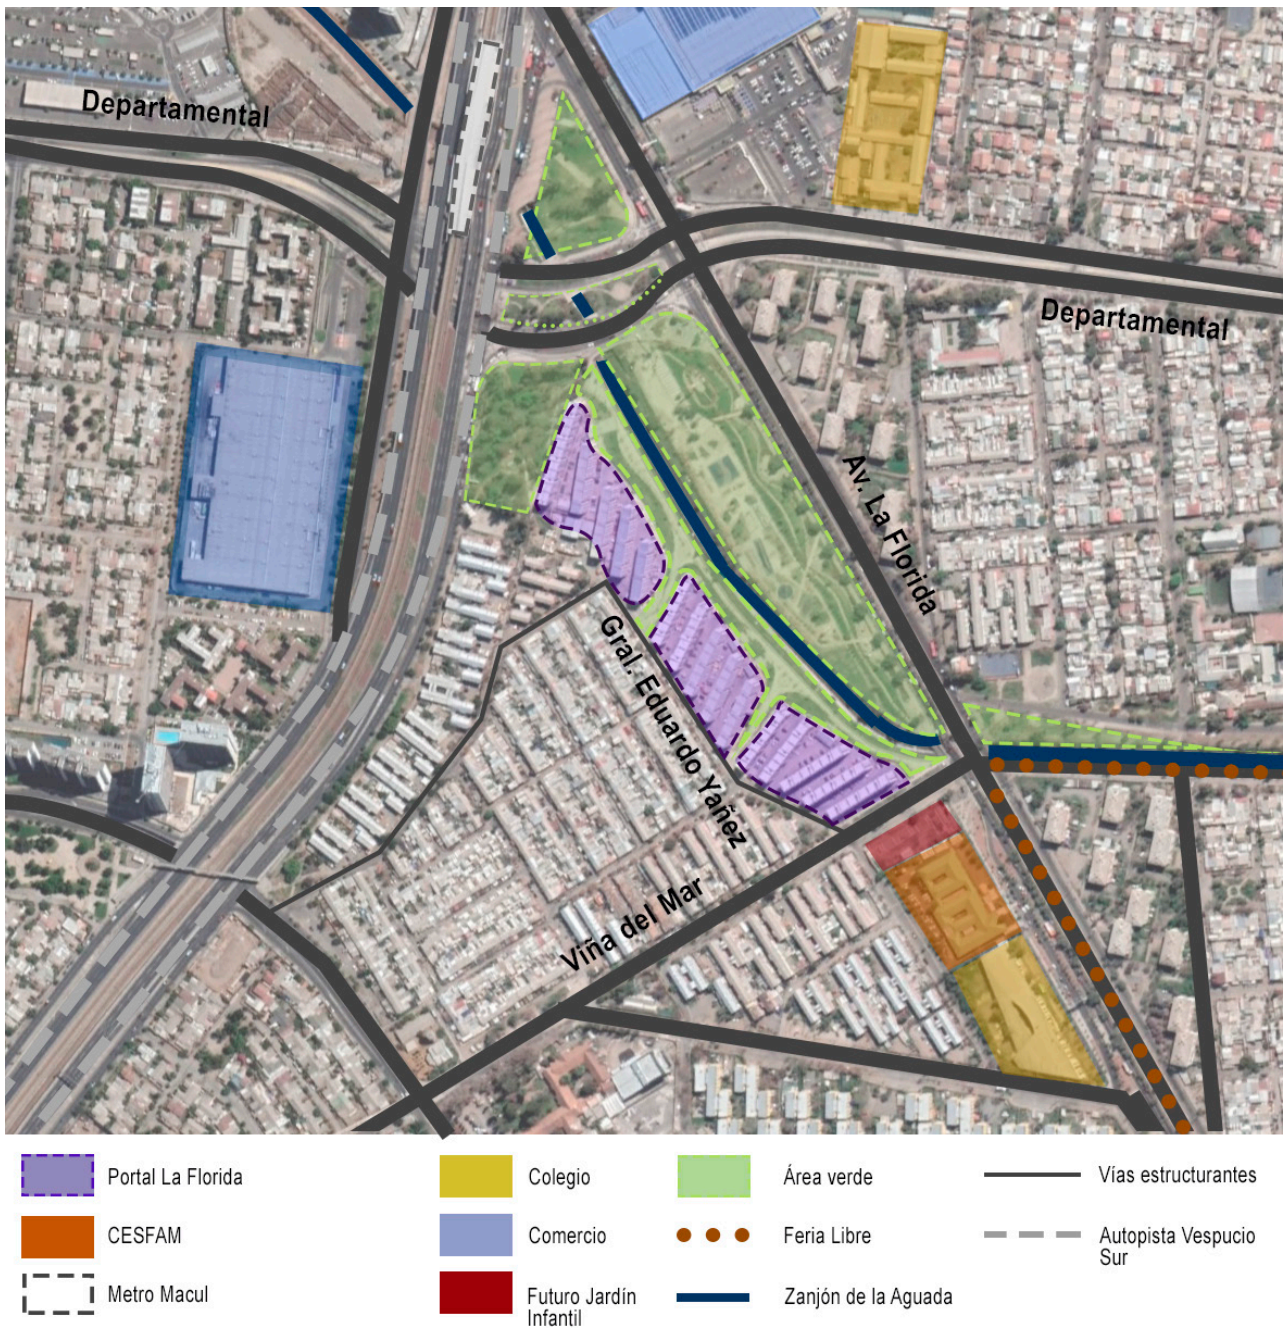 Departamental
Departamental
Av. La Florida
Gral. Eduardo Yañez
Viña del Mar
Portal La Florida
CESFAM
Metro Macul
Colegio
Comercio
Futuro Jardín
Infantil
Área verde
Feria Libre
Zanjón de la Aguada
Vías estructurantes
Autopista Vespucio
Sur